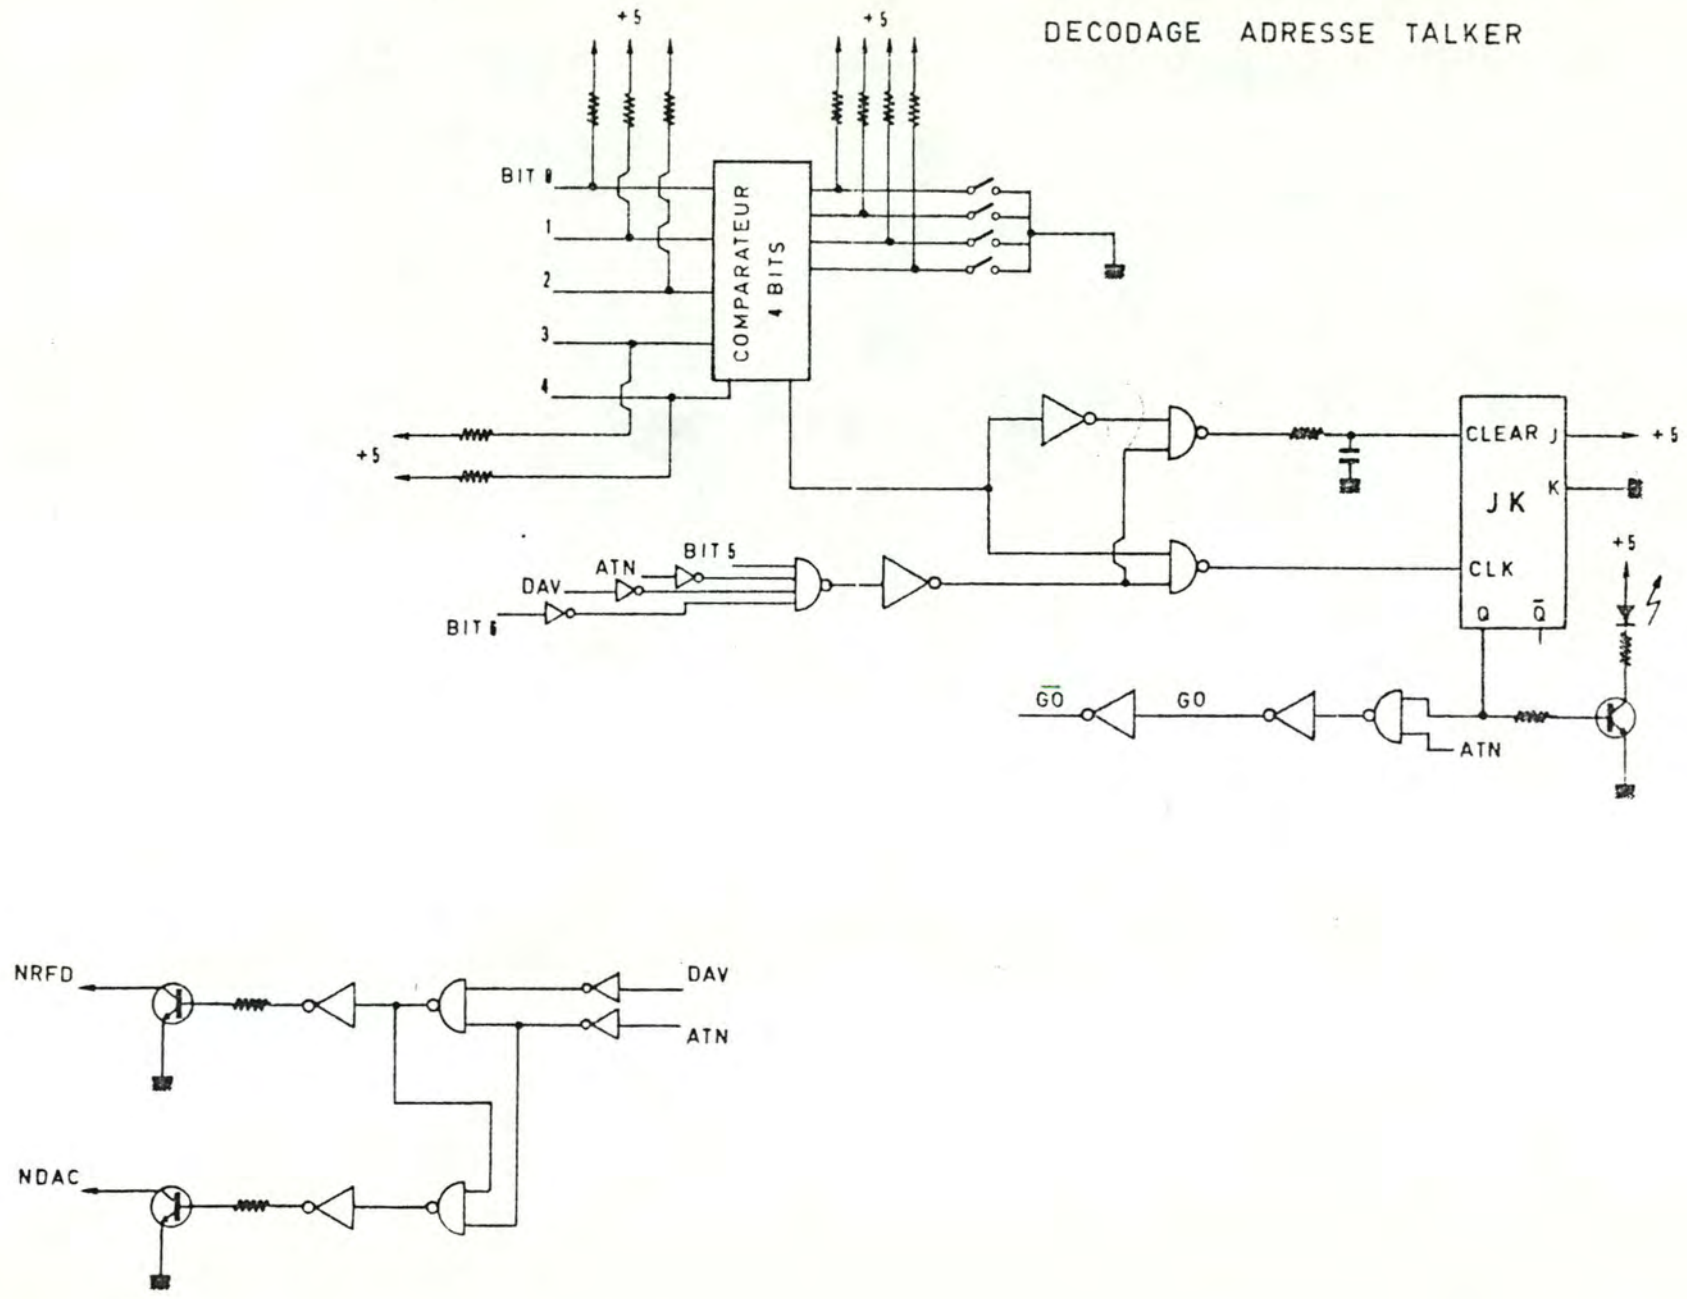 DECODAGE ADRESSE TALKER
+5
+5
BIT 0
1
2
3
4
COMPARATEUR
4 BITS
+5
CLEAR
J
+5
K
JK
CLK
Q
Q̅
+5
BIT 5
ATN
DAV
BIT 6
G̅O̅
GO
ATN
NRFD
DAV
ATN
NDAC